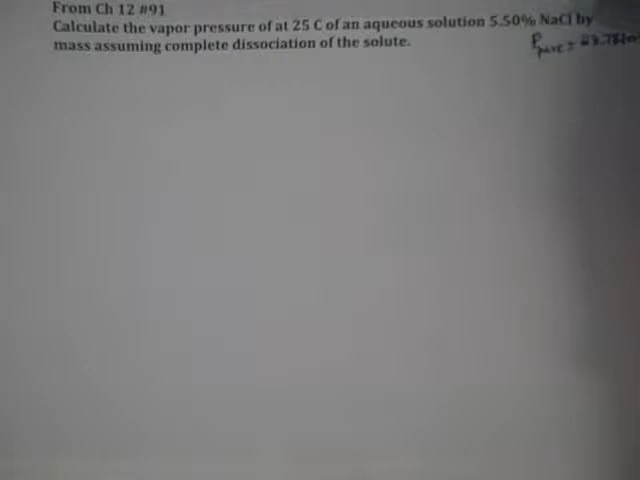 From Ch 12 #91
Calculate the vapor pressure of at 25 C of an aqueous solution 5.50% NaCl by
mass assuming complete dissociation of the solute.
P pure =